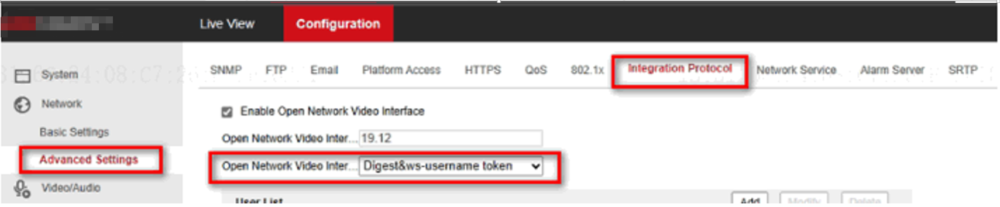 Live View
Configuration
System
Network
Basic Settings
Advanced Settings
Video/Audio
SNMP FTP Email Platform Access HTTPS QoS 802.1x Integration Protocol Network Service Alarm Server SRTP
Enable Open Network Video Interface
Open Network Video Inter... 19.12
Open Network Video Inter... Digest&ws-username token
User List Add Modify Delete